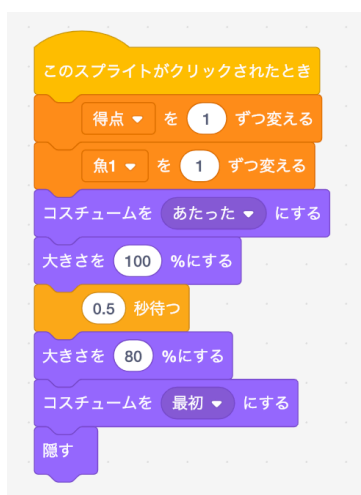 このスプライトがクリックされたとき
得点 を 1 ずつ変える
魚1 を 1 ずつ変える
コスチュームを あたった にする
大きさを 100 %にする
0.5 秒待つ
大きさを 80 %にする
コスチュームを 最初 にする
隠す